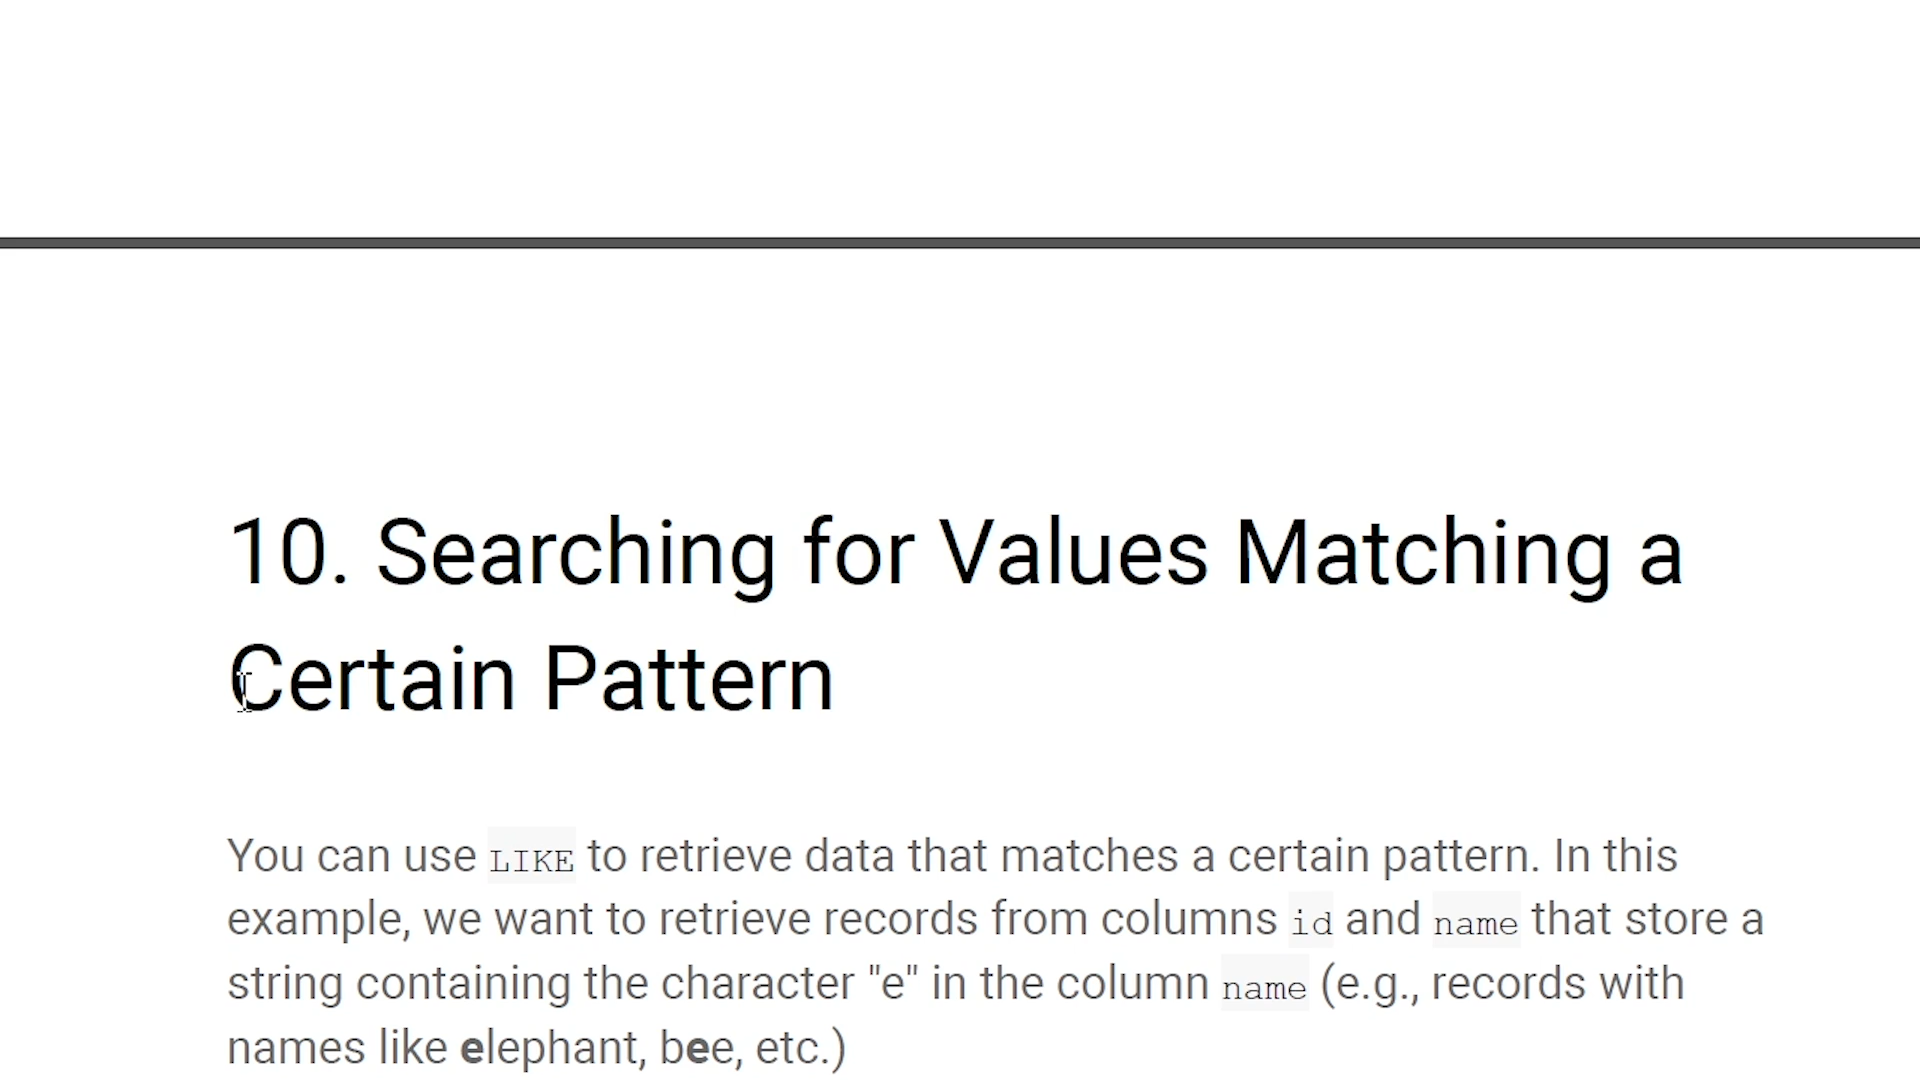 10. Searching for Values Matching a
Certain Pattern
You can use LIKE to retrieve data that matches a certain pattern. In this
example, we want to retrieve records from columns id and name that store a
string containing the character "e" in the column name (e.g., records with
names like elephant, bee, etc.)